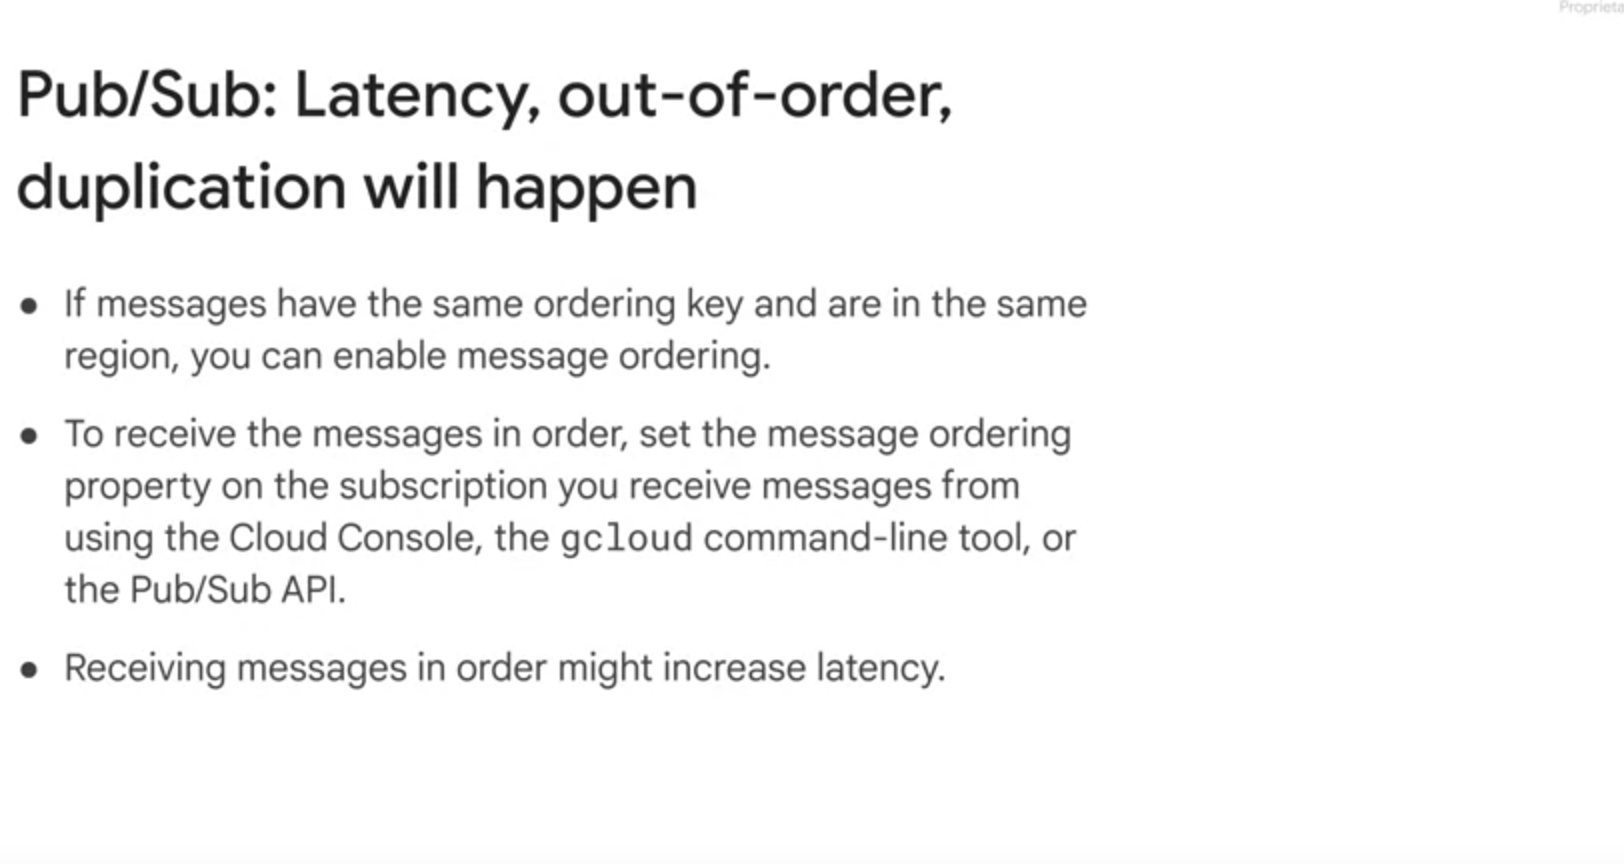 Pub/Sub: Latency, out-of-order,
duplication will happen
● If messages have the same ordering key and are in the same
region, you can enable message ordering.
● To receive the messages in order, set the message ordering
property on the subscription you receive messages from
using the Cloud Console, the gcloud command-line tool, or
the Pub/Sub API.
● Receiving messages in order might increase latency.